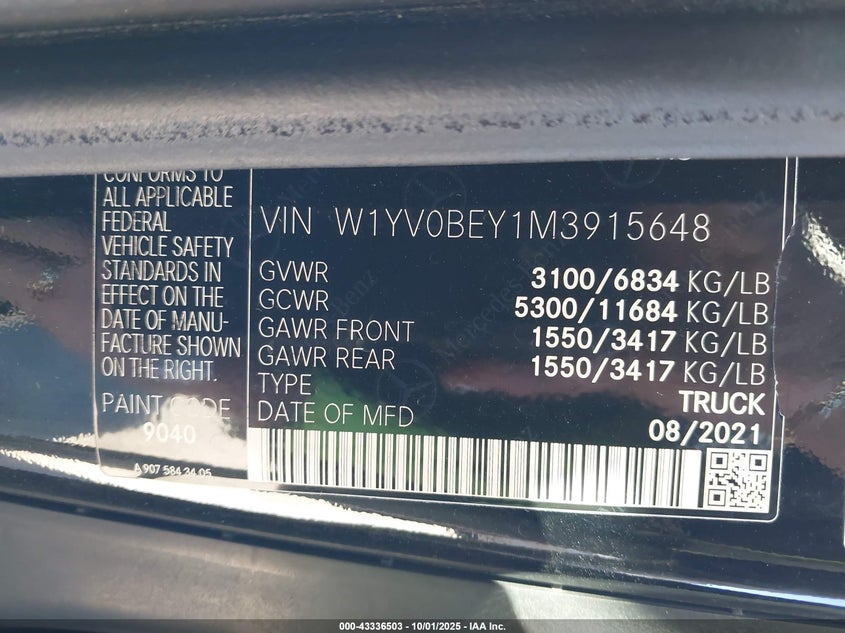 CONFORMS TO
ALL APPLICABLE
FEDERAL
VEHICLE SAFETY
STANDARDS IN
EFFECT ON THE
DATE OF MANU-
FACTURE SHOWN
ON THE RIGHT.
PAINT CODE
9040
A 907 584 34 05
VIN W1YV0BEY1M3915648
GVWR 3100/6834 KG/LB
GCWR 5300/11684 KG/LB
GAWR FRONT 1550/3417 KG/LB
GAWR REAR 1550/3417 KG/LB
TYPE TRUCK
DATE OF MFD 08/2021
Mercedes-Benz
000-43336503 - 10/01/2025 - IAA Inc.